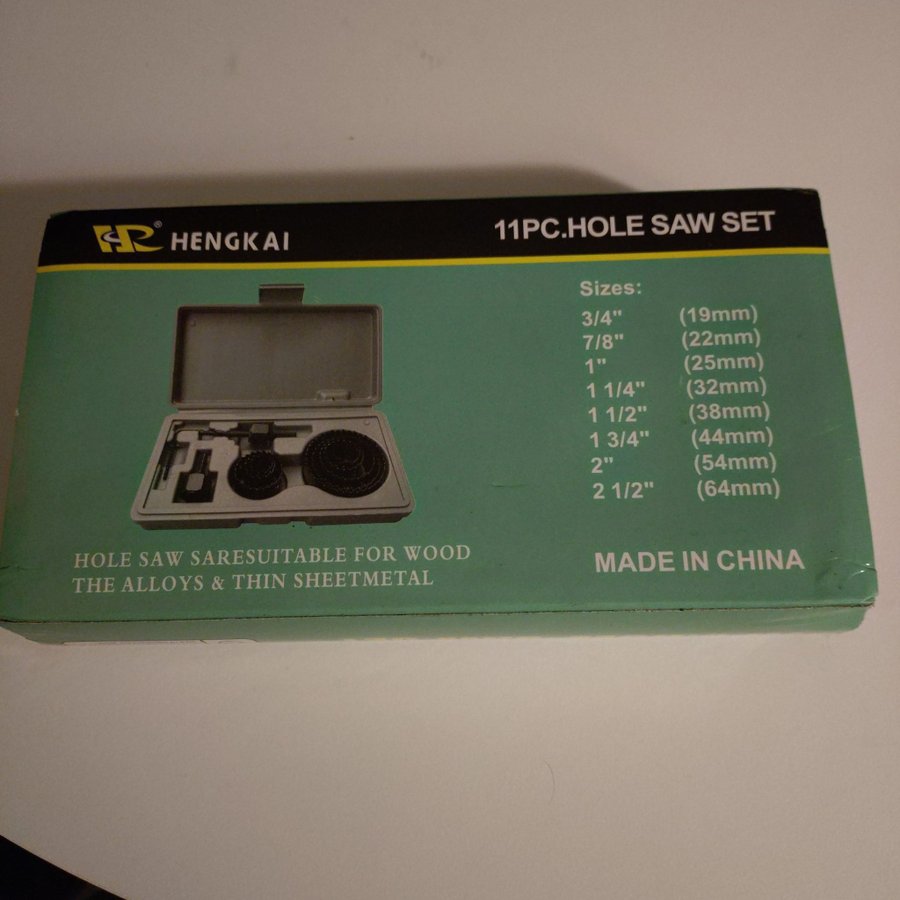 HR® HENGKAI
11PC.HOLE SAW SET
Sizes:
3/4" (19mm)
7/8" (22mm)
1" (25mm)
1 1/4" (32mm)
1 1/2" (38mm)
1 3/4" (44mm)
2" (54mm)
2 1/2" (64mm)
HOLE SAW SARESUITABLE FOR WOOD
THE ALLOYS & THIN SHEETMETAL
MADE IN CHINA